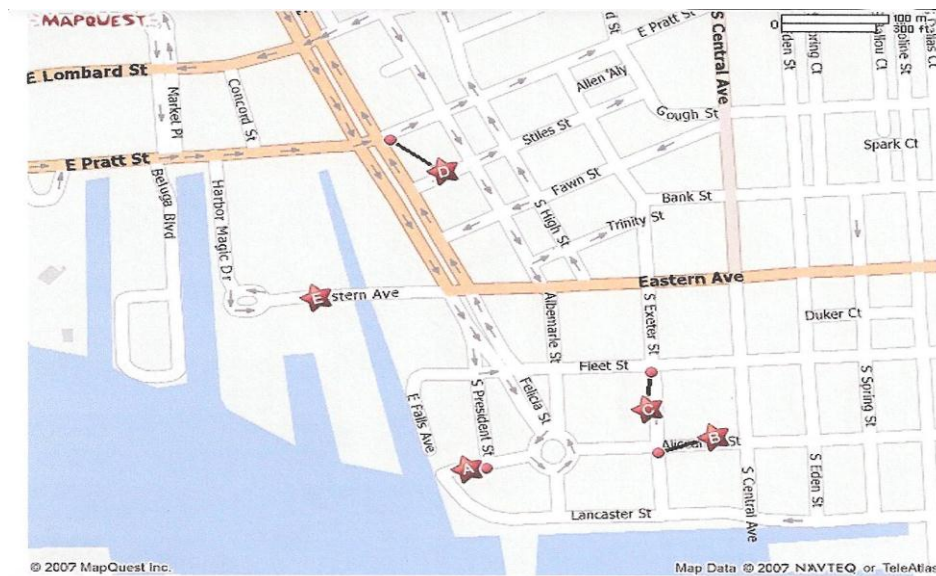 MAPQUEST
0
100 m
300 ft
E Pratt St
S Central Ave
E Lombard St
Market Pl
Concord St
Allen Aly
Gough St
Spark Ct
Stiles St
E Pratt St
Fawn St
Bank St
Beluga Blvd
Harbor Magic Dr
S High St
Trinity St
D
Eastern Ave
E
stern Ave
Albemarle St
S Exeter St
Duker Ct
Fleet St
S Spring St
E Falls Ave
S President St
Felicia St
C
B
St
A
S Central Ave
S Eden St
Lancaster St
© 2007 MapQuest Inc.
Map Data © 2007 NAVTEQ or TeleAtlas